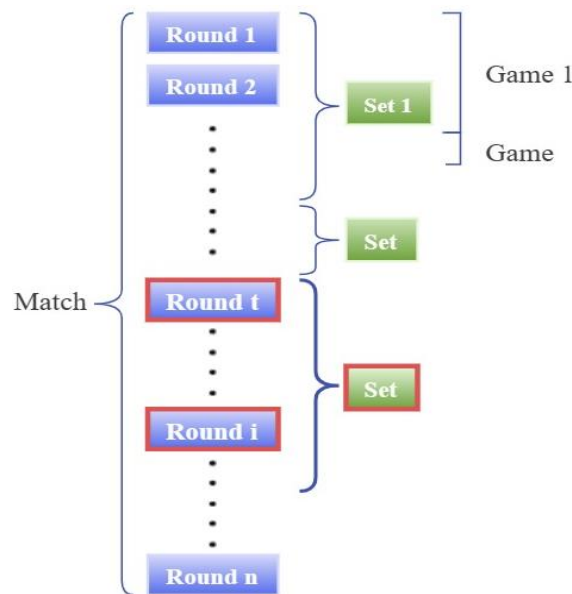 Round 1
Round 2
Set 1
Game 1
Game
Set
Match
Round t
Set
Round i
Round n